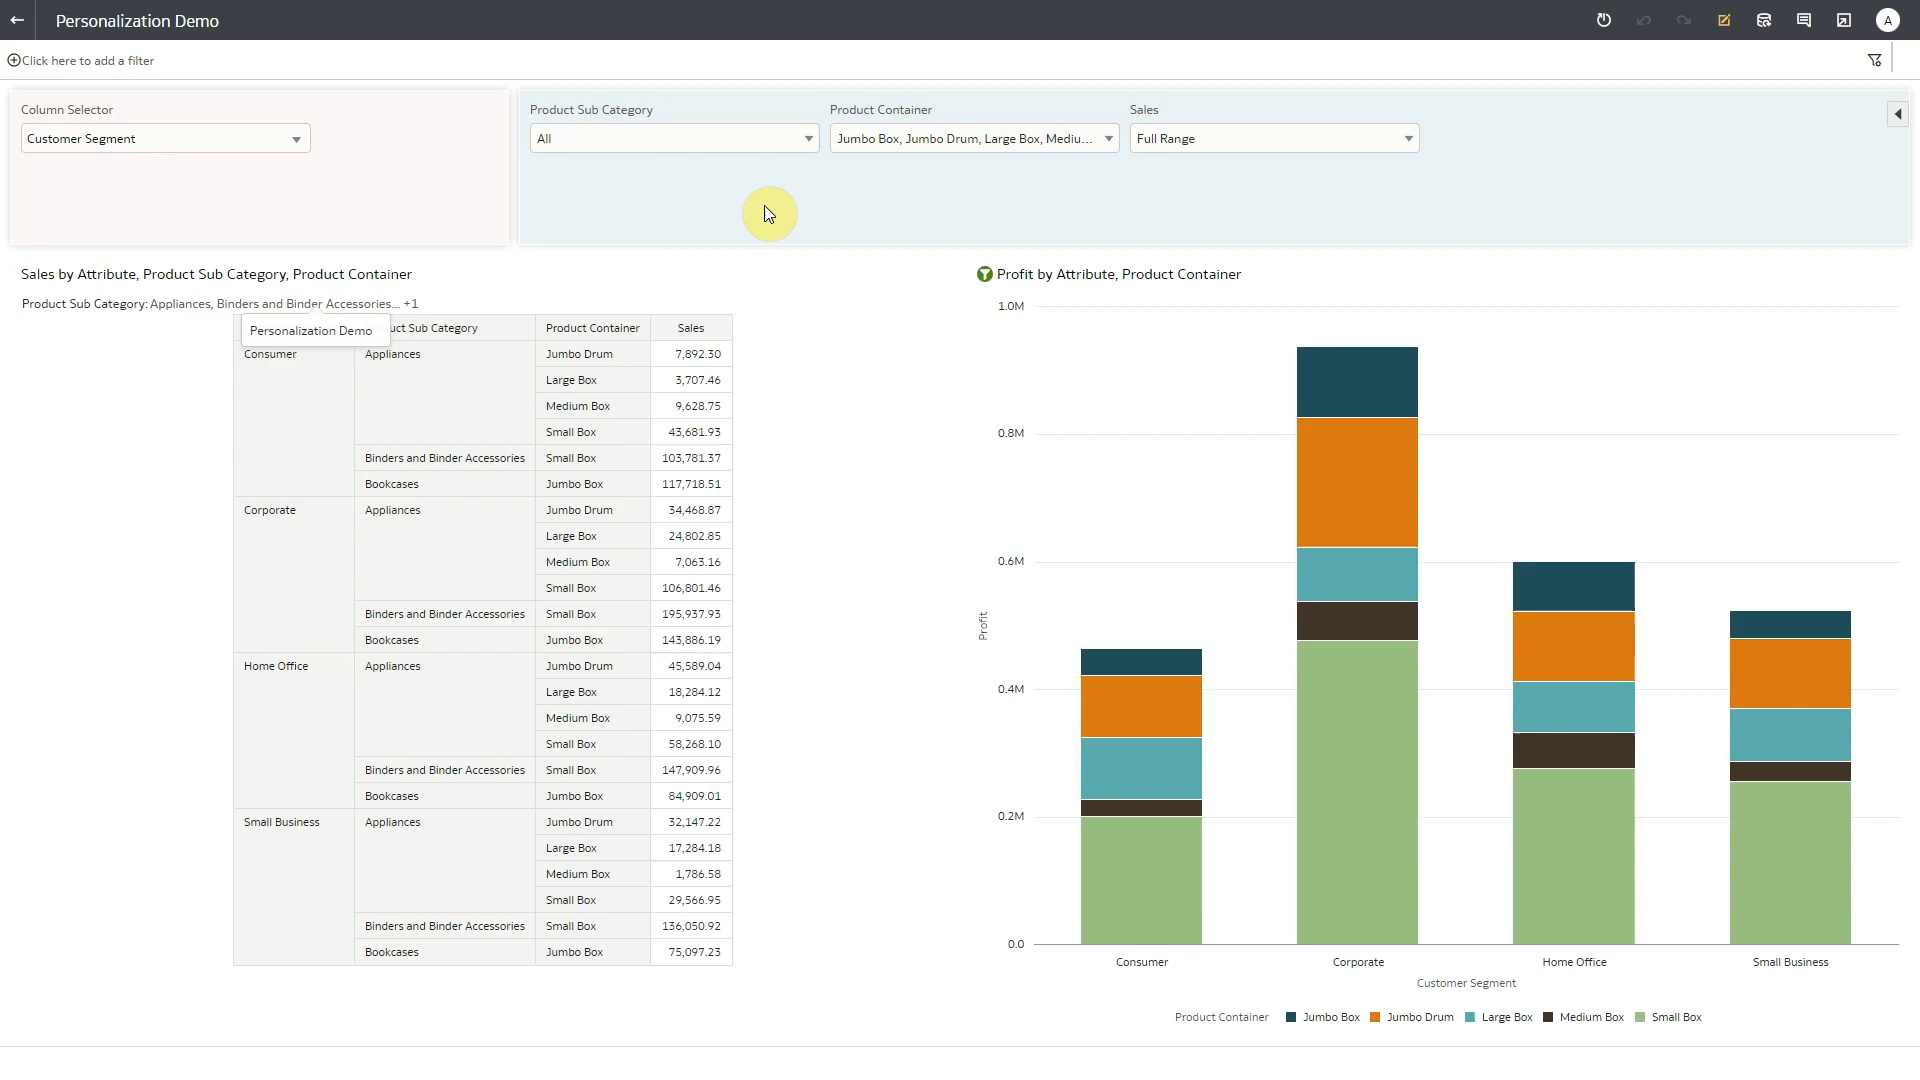 Personalization Demo
A
Click here to add a filter
Column Selector
Customer Segment
Product Sub Category
All
Product Container
Jumbo Box, Jumbo Drum, Large Box, Mediu...
Sales
Full Range
Sales by Attribute, Product Sub Category, Product Container
Product Sub Category: Appliances, Binders and Binder Accessories... +1
Personalization Demo
uct Sub Category Product Container Sales
Consumer Appliances Jumbo Drum 7,892.30
Large Box 3,707.46
Medium Box 9,628.75
Small Box 43,681.93
Binders and Binder Accessories Small Box 103,781.37
Bookcases Jumbo Box 117,718.51
Corporate Appliances Jumbo Drum 34,468.87
Large Box 24,802.85
Medium Box 7,063.16
Small Box 106,801.46
Binders and Binder Accessories Small Box 195,937.93
Bookcases Jumbo Box 143,886.19
Home Office Appliances Jumbo Drum 45,589.04
Large Box 18,284.12
Medium Box 9,075.59
Small Box 58,268.10
Binders and Binder Accessories Small Box 147,909.96
Bookcases Jumbo Box 84,909.01
Small Business Appliances Jumbo Drum 32,147.22
Large Box 17,284.18
Medium Box 1,786.58
Small Box 29,566.95
Binders and Binder Accessories Small Box 136,050.92
Bookcases Jumbo Box 75,097.23
Profit by Attribute, Product Container
1.0M
0.8M
0.6M
0.4M
0.2M
0.0
Profit
Consumer Corporate Home Office Small Business
Customer Segment
Product Container Jumbo Box Jumbo Drum Large Box Medium Box Small Box